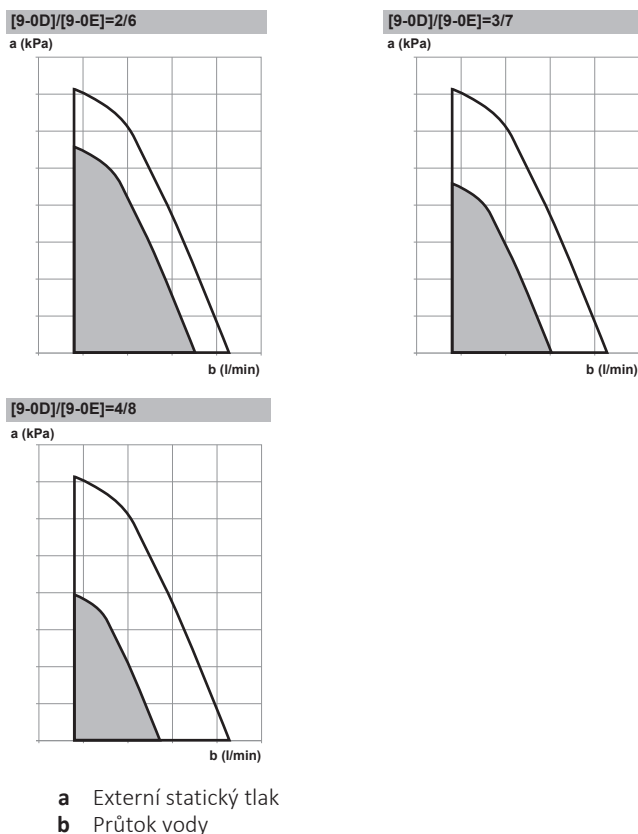 [9-0D]/[9-0E]=2/6
a (kPa)
b (l/min)
[9-0D]/[9-0E]=3/7
a (kPa)
b (l/min)
[9-0D]/[9-0E]=4/8
a (kPa)
b (l/min)
a Externí statický tlak
b Průtok vody